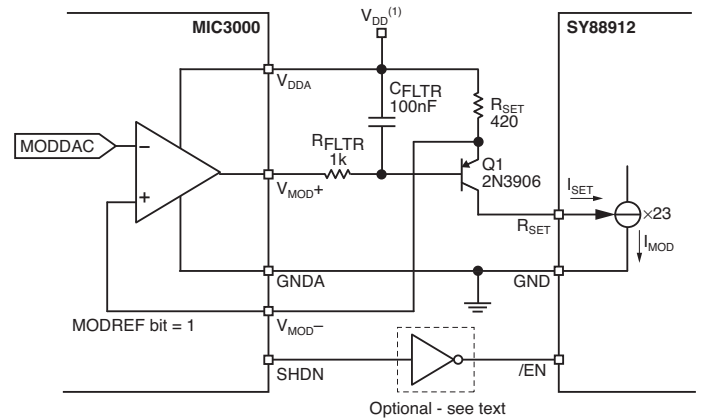 MIC3000
V_DD(1)
SY88912
V_DDA
C_FLTR
100nF
R_SET
420
MODDAC
R_FLTR
1k
Q1
2N3906
I_SET
−
+
V_MOD+
×23
R_SET
I_MOD
GNDA
GND
MODREF bit = 1
V_MOD−
SHDN
/EN
Optional - see text